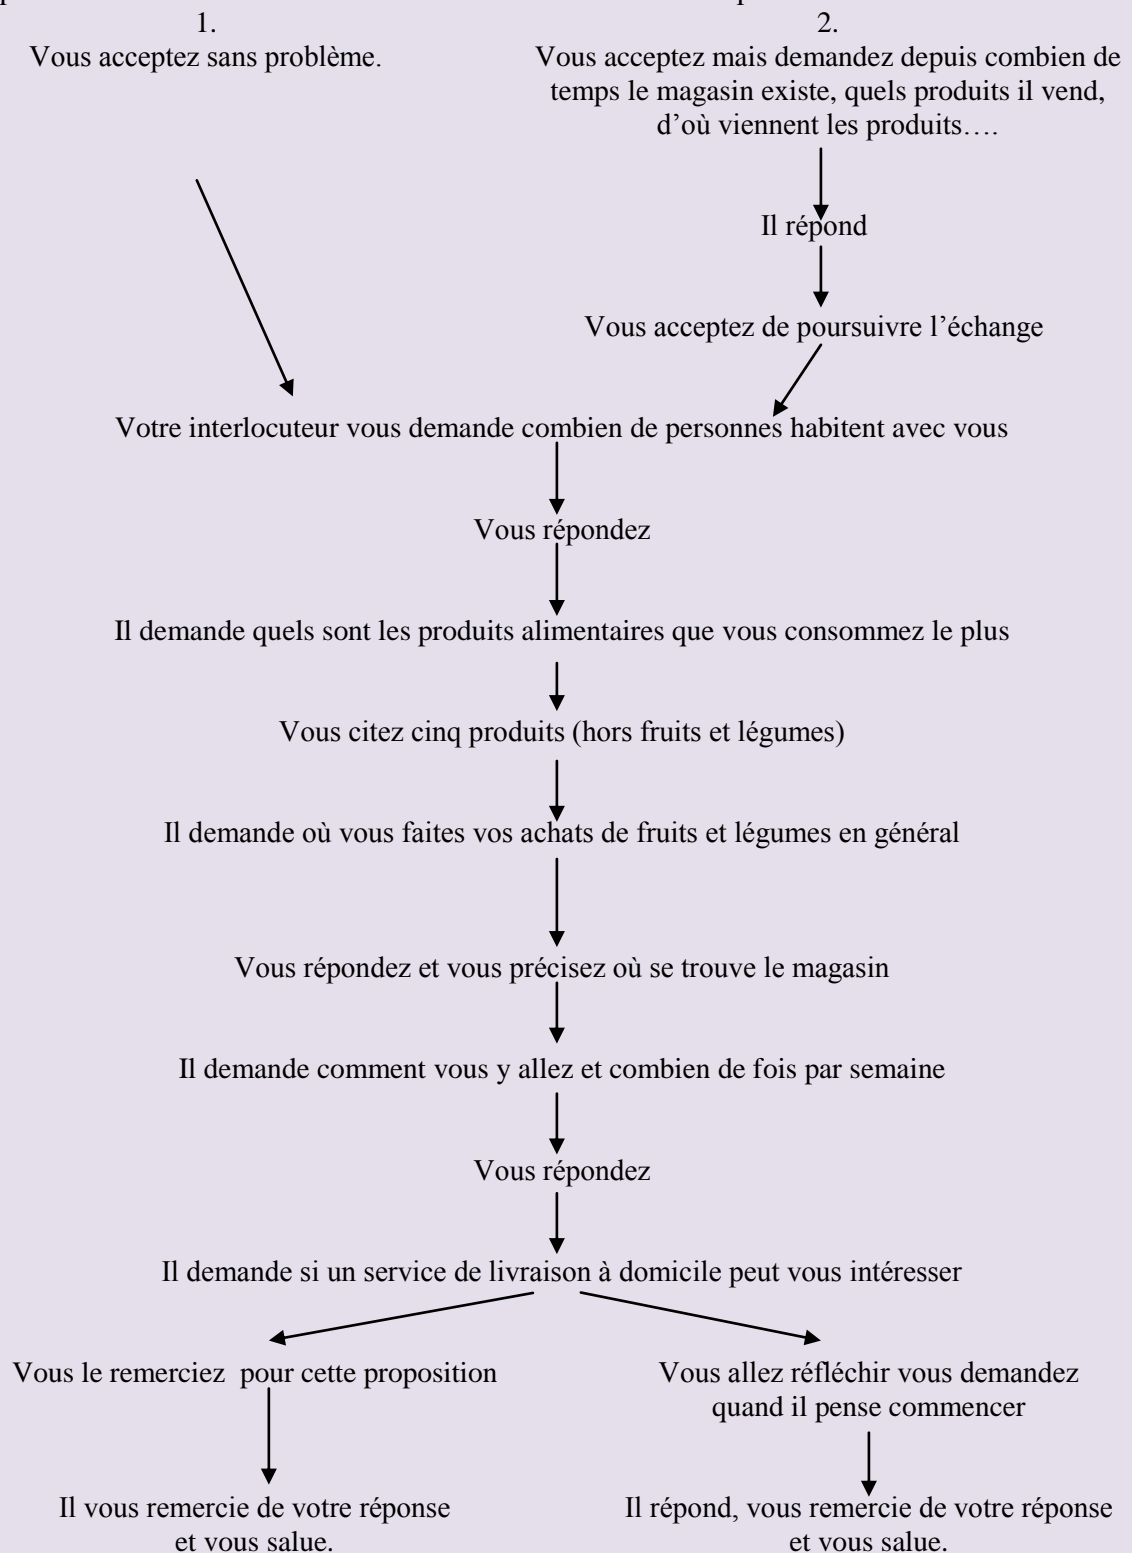 1.
Vous acceptez sans problème.
2.
Vous acceptez mais demandez depuis combien de
temps le magasin existe, quels produits il vend,
d’où viennent les produits….
Il répond
Vous acceptez de poursuivre l’échange
Votre interlocuteur vous demande combien de personnes habitent avec vous
Vous répondez
Il demande quels sont les produits alimentaires que vous consommez le plus
Vous citez cinq produits (hors fruits et légumes)
Il demande où vous faites vos achats de fruits et légumes en général
Vous répondez et vous précisez où se trouve le magasin
Il demande comment vous y allez et combien de fois par semaine
Vous répondez
Il demande si un service de livraison à domicile peut vous intéresser
Vous le remerciez  pour cette proposition
Il vous remercie de votre réponse
et vous salue.
Vous allez réfléchir vous demandez
quand il pense commencer
Il répond, vous remercie de votre réponse
et vous salue.